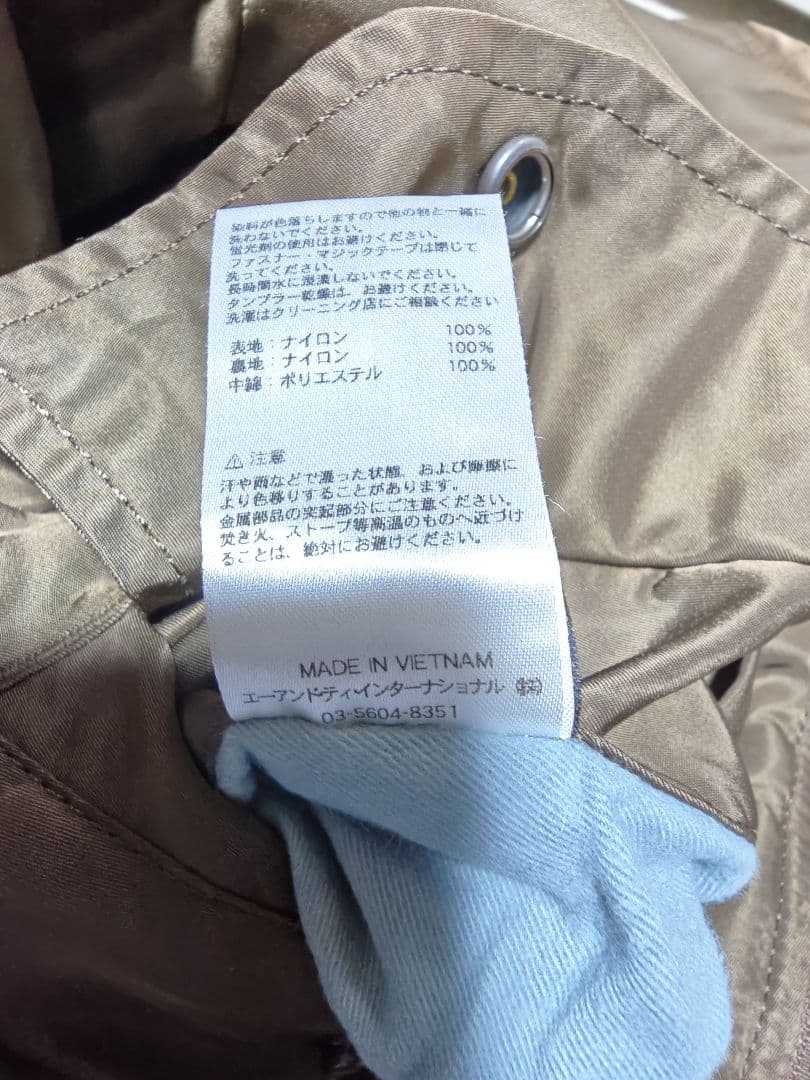 染料が色落ちしますので他の物と一緒に
洗わないでください。
蛍光剤の使用はお避けください。
ファスナー・マジックテープは閉じて
洗ってください。
長時間水に浸漬しないでください。
タンブラー乾燥は、お避けください。
洗濯はクリーニング店にご相談ください
表地：ナイロン 100%
裏地：ナイロン 100%
中綿：ポリエステル 100%
⚠ 注意
汗や雨などで湿った状態、および摩擦に
より色移りすることがあります。
金属部品の突起部分にご注意ください。
焚き火、ストーブ等高温のものへ近づけ
ることは、絶対にお避けください。
MADE IN VIETNAM
エーアンド・ティ・インターナショナル ㈱
03-5604-8351